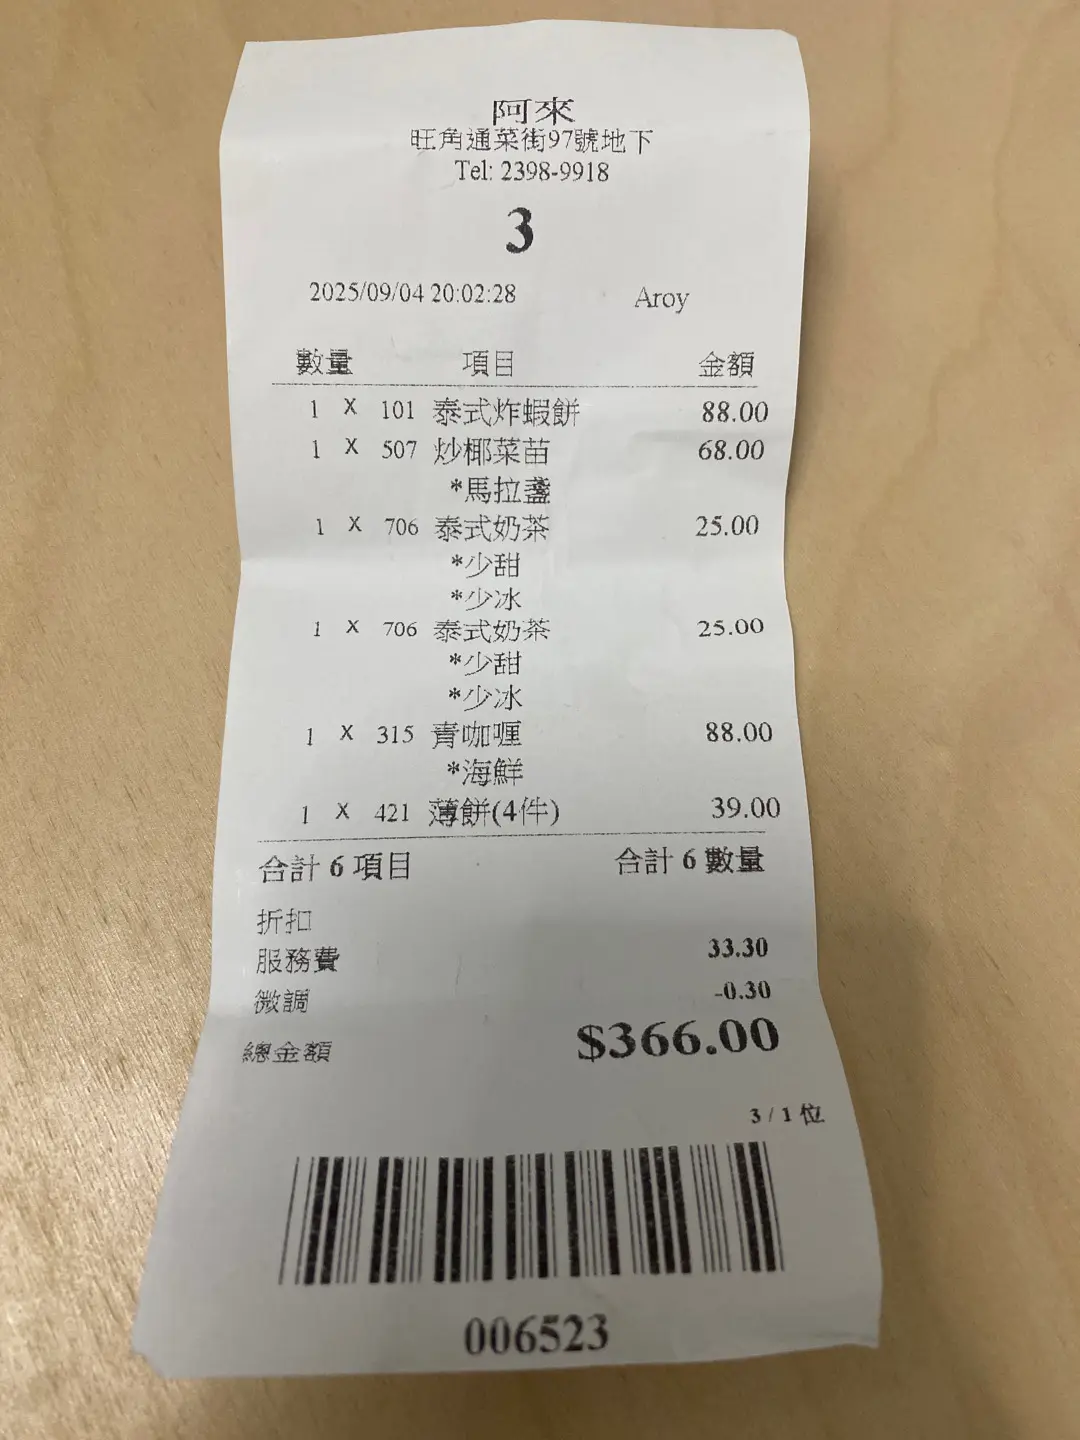 阿來
旺角通菜街97號地下
Tel: 2398-9918
3
2025/09/04 20:02:28 Aroy
數量 項目 金額
1 X 101 泰式炸蝦餅 88.00
1 X 507 炒椰菜苗 68.00
*馬拉盞
1 X 706 泰式奶茶 25.00
*少甜
*少冰
1 X 706 泰式奶茶 25.00
*少甜
*少冰
1 X 315 青咖喱 88.00
*海鮮
1 X 421 薄餅(4件) 39.00
合計 6 項目 合計 6 數量
折扣
服務費 33.30
微調 -0.30
總金額 $366.00
3 / 1 位
006523